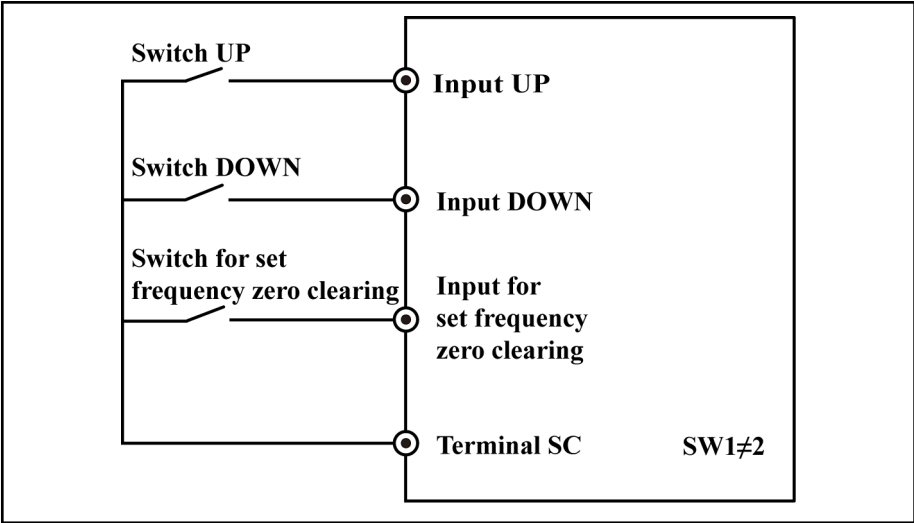 Switch UP
Input UP
Switch DOWN
Input DOWN
Switch for set
frequency zero clearing
Input for
set frequency
zero clearing
Terminal SC
SW1≠2